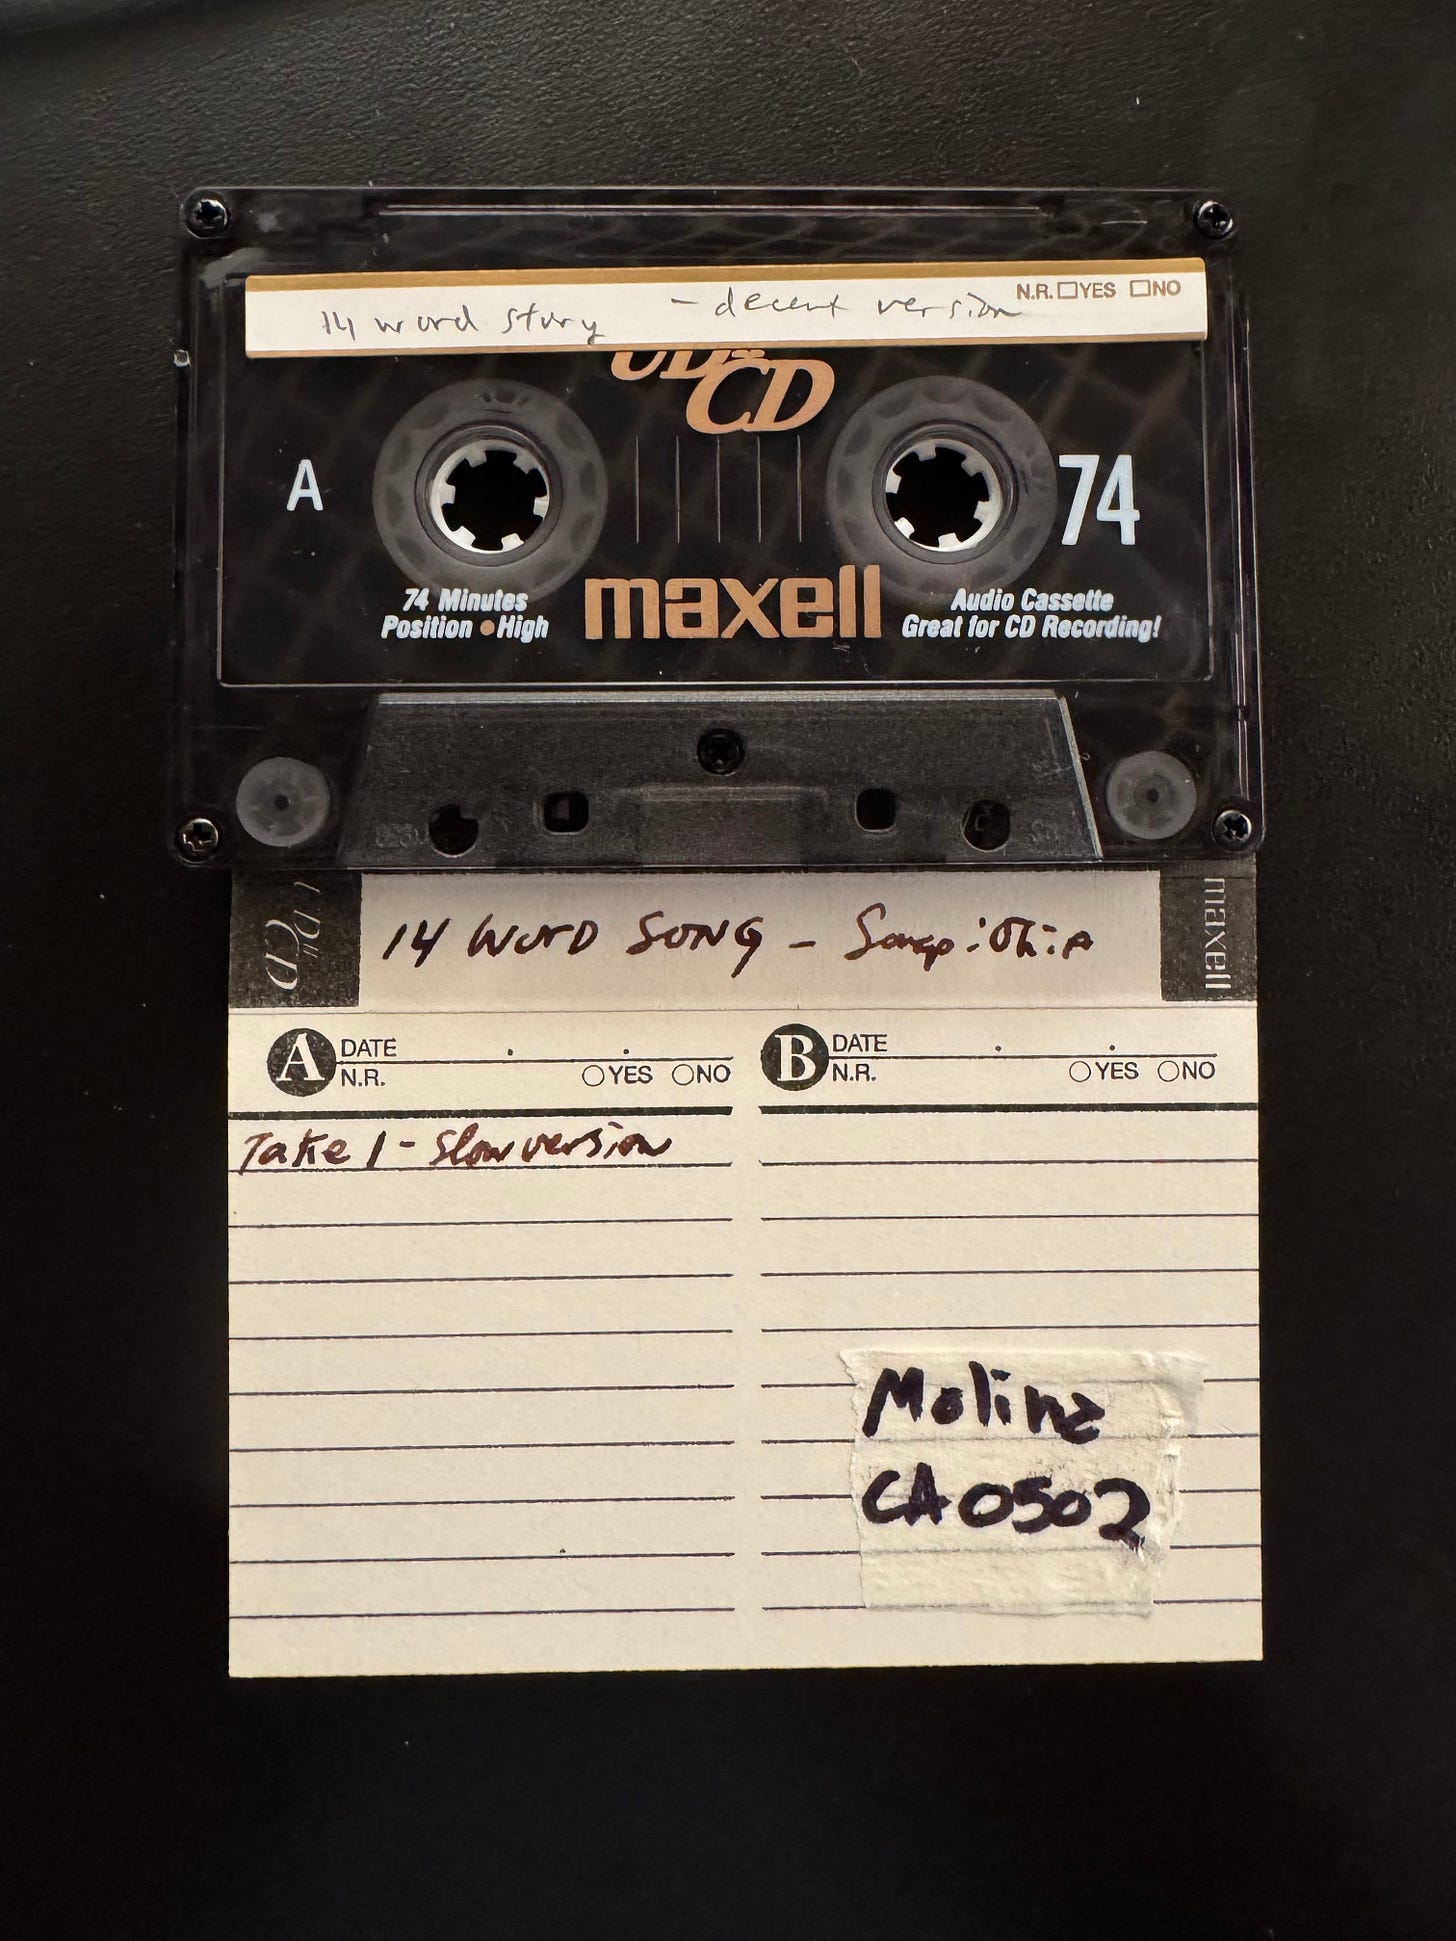 14 word story - decent version N.R. YES NO
CD
A
74
74 Minutes
Position • High
maxell
Audio Cassette
Great for CD Recording!
CD
14 WORD SONG - Songs: Ohia
maxell
A DATE
N.R. YES NO
B DATE
N.R. YES NO
Take 1 - Slow version
Molina
CA0502